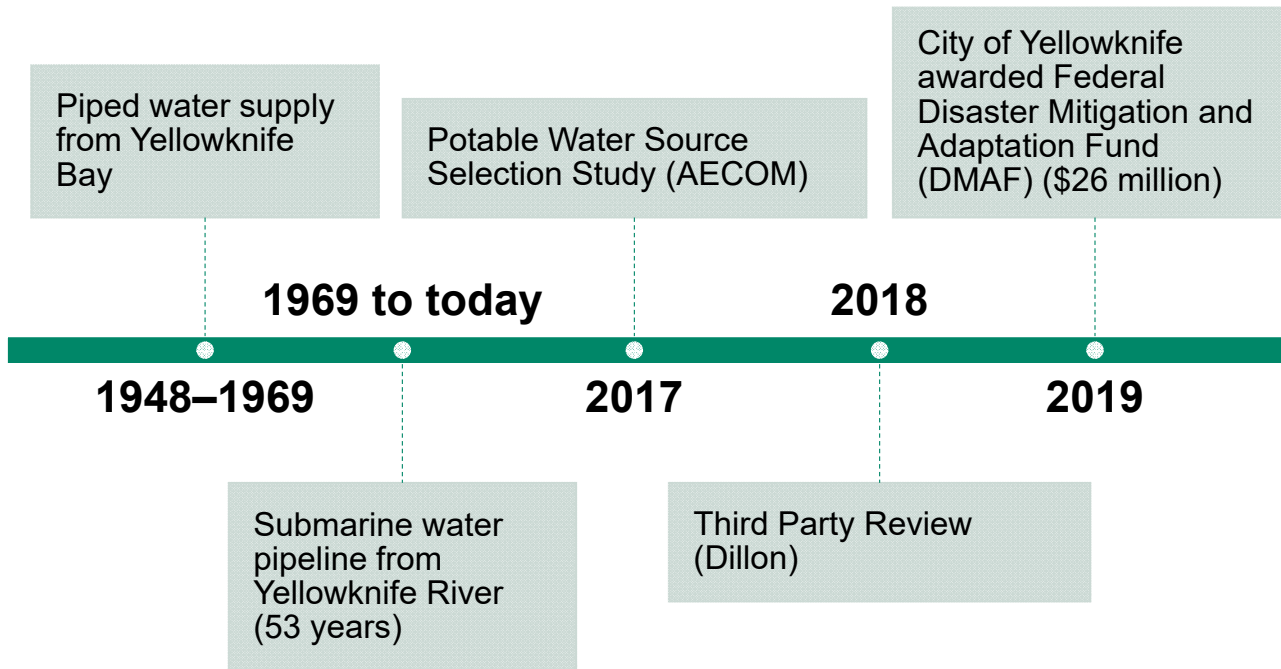 Piped water supply
from Yellowknife
Bay
Potable Water Source
Selection Study (AECOM)
City of Yellowknife
awarded Federal
Disaster Mitigation and
Adaptation Fund
(DMAF) ($26 million)
1969 to today
2018
1948–1969
2017
2019
Submarine water
pipeline from
Yellowknife River
(53 years)
Third Party Review
(Dillon)